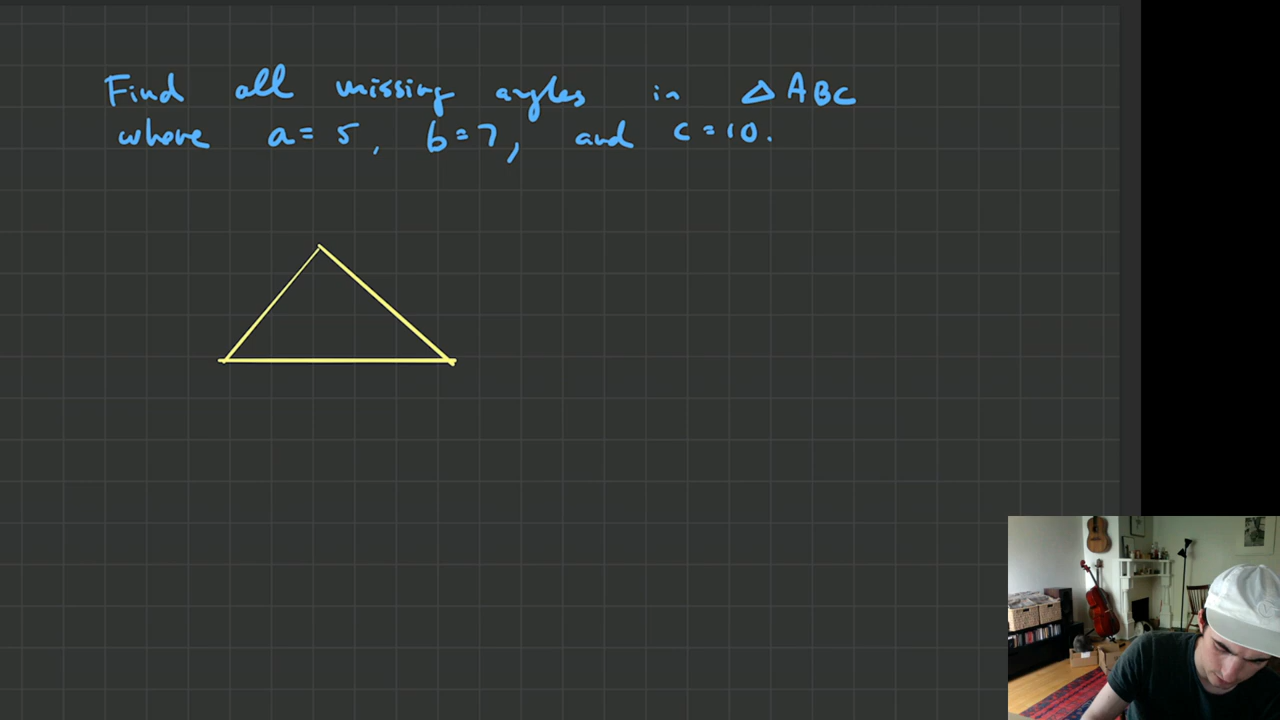 Find all missing angles in △ABC
where a = 5, b = 7, and c = 10.